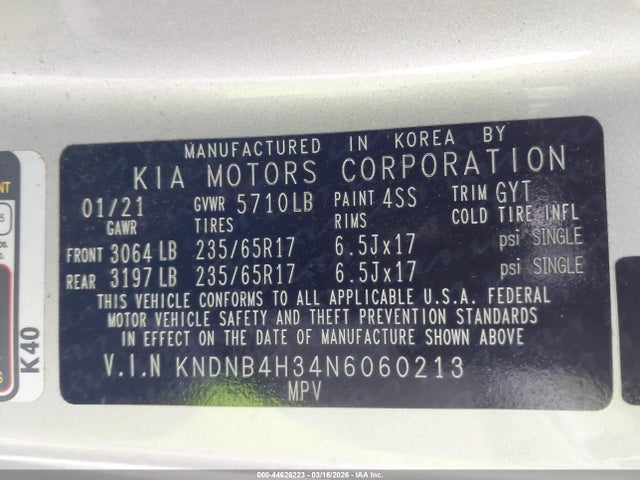 MANUFACTURED IN KOREA BY
KIA MOTORS CORPORATION
01/21 GVWR 5710LB PAINT 4SS TRIM GYT
GAWR TIRES RIMS COLD TIRE INFL
FRONT 3064 LB 235/65R17 6.5Jx17 psi SINGLE
REAR 3197 LB 235/65R17 6.5Jx17 psi SINGLE
THIS VEHICLE CONFORMS TO ALL APPLICABLE U.S.A. FEDERAL
MOTOR VEHICLE SAFETY AND THEFT PREVENTION STANDARDS
IN EFFECT ON THE DATE OF MANUFACTURE SHOWN ABOVE
V.I.N KNDNB4H34N6060213
MPV
K40
000-44626223 - 03/16/2026 - IAA Inc.